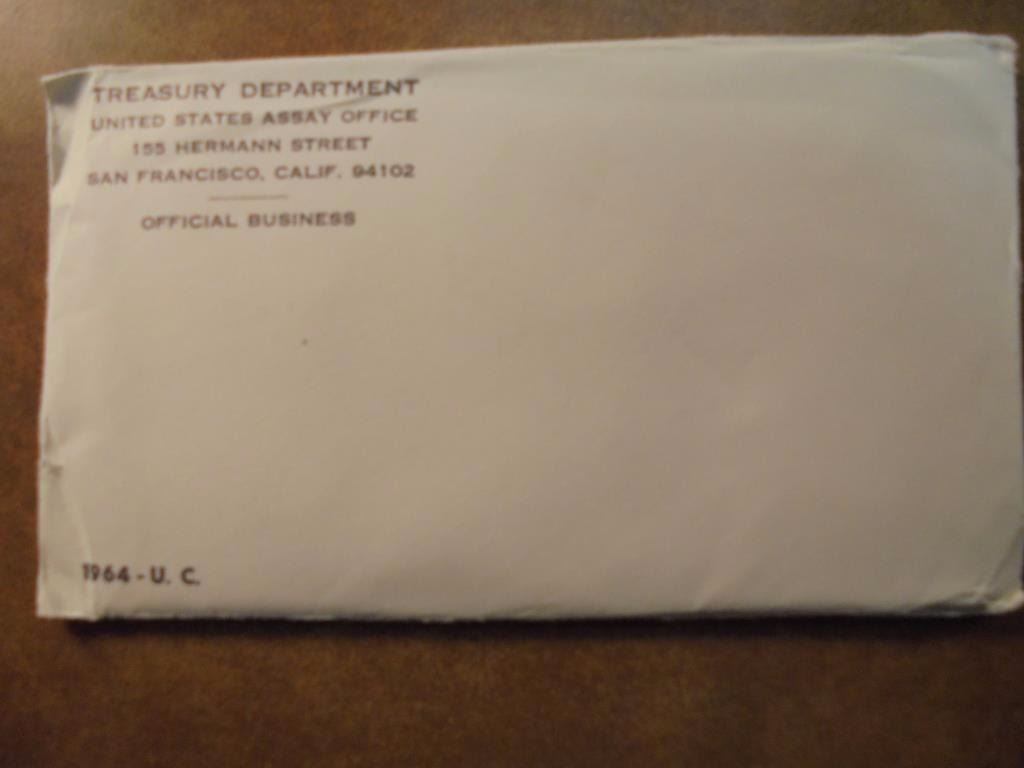 TREASURY DEPARTMENT
UNITED STATES ASSAY OFFICE
155 HERMANN STREET
SAN FRANCISCO, CALIF. 94102
OFFICIAL BUSINESS
1964 - U. C.